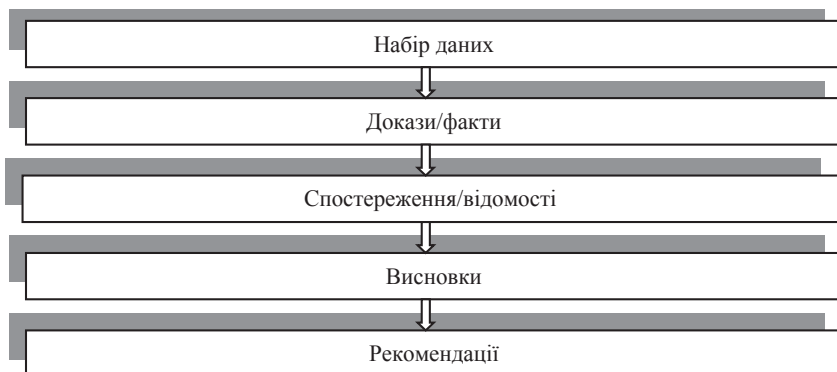 Набір даних
Докази/факти
Спостереження/відомості
Висновки
Рекомендації